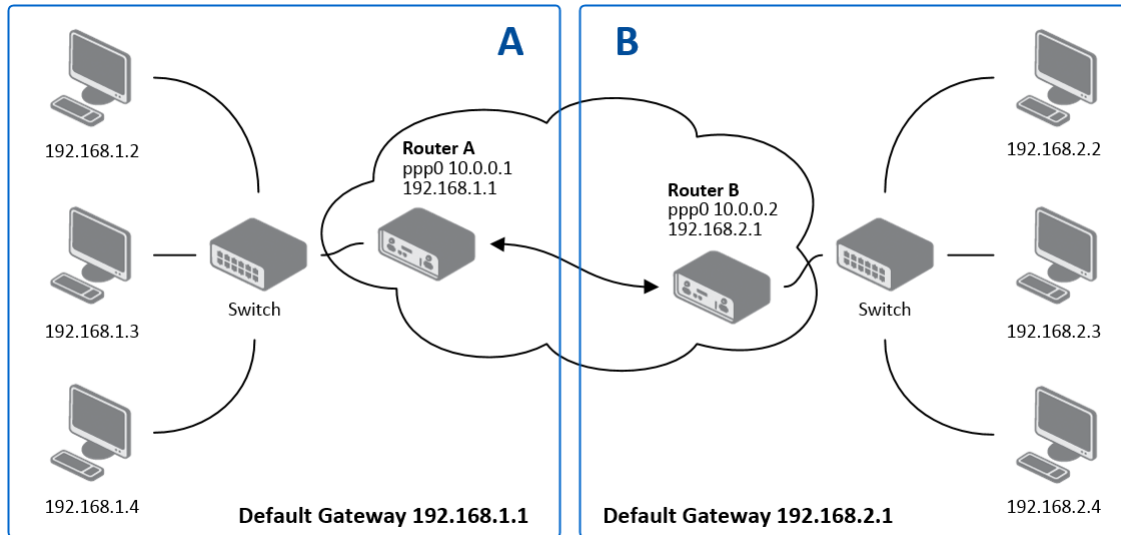 A
B
192.168.1.2
192.168.2.2
Router A
ppp0 10.0.0.1
192.168.1.1
Router B
ppp0 10.0.0.2
192.168.2.1
Switch
Switch
192.168.1.3
192.168.2.3
192.168.1.4
192.168.2.4
Default Gateway 192.168.1.1
Default Gateway 192.168.2.1